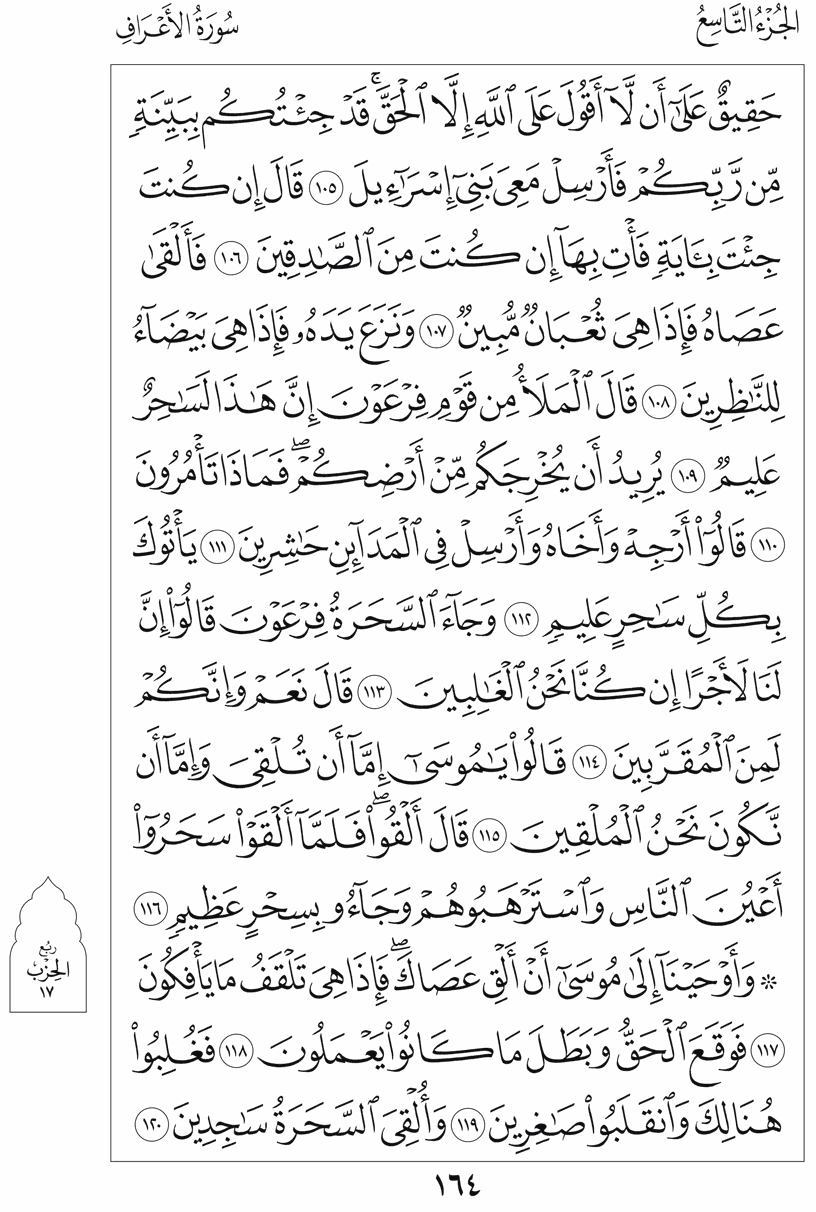 الجُزْءُ التَّاسِعُ
سُورَةُ الأَعْرَافِ
حَقِيقٌ عَلَىٰٓ أَن لَّآ أَقُولَ عَلَى ٱللَّهِ إِلَّا ٱلْحَقَّۚ قَدْ جِئْتُكُم بِبَيِّنَةٖ
مِّن رَّبِّكُمْ فَأَرْسِلْ مَعِيَ بَنِيٓ إِسْرَٰٓءِيلَ ١٠٥ قَالَ إِن كُنتَ
جِئْتَ بِـَٔايَةٖ فَأْتِ بِهَآ إِن كُنتَ مِنَ ٱلصَّٰدِقِينَ ١٠٦ فَأَلْقَىٰ
عَصَاهُ فَإِذَا هِيَ ثُعْبَانٞ مُّبِينٞ ١٠٧ وَنَزَعَ يَدَهُۥ فَإِذَا هِيَ بَيْضَآءُ
لِلنَّٰظِرِينَ ١٠٨ قَالَ ٱلْمَلَأُ مِن قَوْمِ فِرْعَوْنَ إِنَّ هَٰذَا لَسَٰحِرٌ
عَلِيمٞ ١٠٩ يُرِيدُ أَن يُخْرِجَكُم مِّنْ أَرْضِكُمْۖ فَمَاذَا تَأْمُرُونَ
١١٠ قَالُوٓاْ أَرْجِهْ وَأَخَاهُ وَأَرْسِلْ فِي ٱلْمَدَآئِنِ حَٰشِرِينَ ١١١ يَأْتُوكَ
بِكُلِّ سَٰحِرٍ عَلِيمٖ ١١٢ وَجَآءَ ٱلسَّحَرَةُ فِرْعَوْنَ قَالُوٓاْ إِنَّ
لَنَا لَأَجْرًا إِن كُنَّا نَحْنُ ٱلْغَٰلِبِينَ ١١٣ قَالَ نَعَمْ وَإِنَّكُمْ
لَمِنَ ٱلْمُقَرَّبِينَ ١١٤ قَالُواْ يَٰمُوسَىٰٓ إِمَّآ أَن تُلْقِيَ وَإِمَّآ أَن
نَّكُونَ نَحْنُ ٱلْمُلْقِينَ ١١٥ قَالَ أَلْقُواْۖ فَلَمَّآ أَلْقَوْاْ سَحَرُوٓاْ
أَعْيُنَ ٱلنَّاسِ وَٱسْتَرْهَبُوهُمْ وَجَآءُو بِسِحْرٍ عَظِيمٖ ١١٦
۞ وَأَوْحَيْنَآ إِلَىٰ مُوسَىٰٓ أَنْ أَلْقِ عَصَاكَۖ فَإِذَا هِيَ تَلْقَفُ مَا يَأْفِكُونَ
١١٧ فَوَقَعَ ٱلْحَقُّ وَبَطَلَ مَا كَانُواْ يَعْمَلُونَ ١١٨ فَغُلِبُواْ
هُنَالِكَ وَٱنقَلَبُواْ صَٰغِرِينَ ١١٩ وَأُلْقِيَ ٱلسَّحَرَةُ سَٰجِدِينَ ١٢٠
رُبْع
الحِزْب
١٧
١٦٤